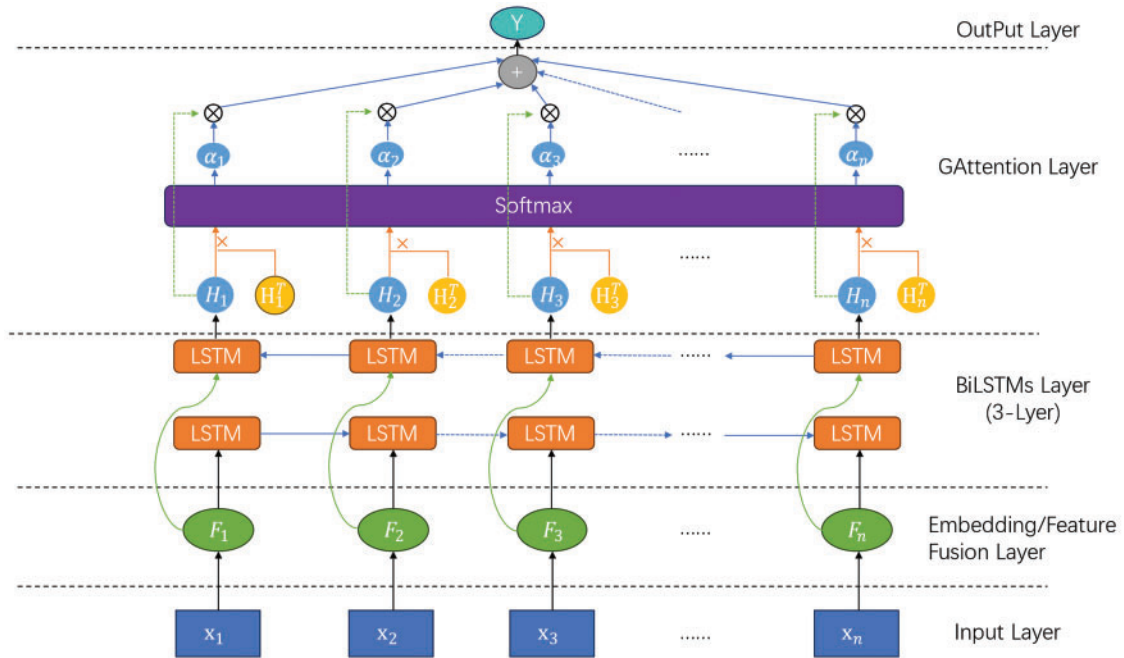 Y
OutPut Layer
+
⊗ ⊗ ⊗ ⊗
α₁ α₂ α₃ ...... αₙ
GAttention Layer
Softmax
× × × ×
......
H₁ H₁ᵀ H₂ H₂ᵀ H₃ H₃ᵀ Hₙ Hₙᵀ
LSTM LSTM LSTM ...... LSTM
BiLSTMs Layer
(3-Lyer)
LSTM LSTM LSTM ...... LSTM
F₁ F₂ F₃ ...... Fₙ
Embedding/Feature
Fusion Layer
x₁ x₂ x₃ ...... xₙ
Input Layer